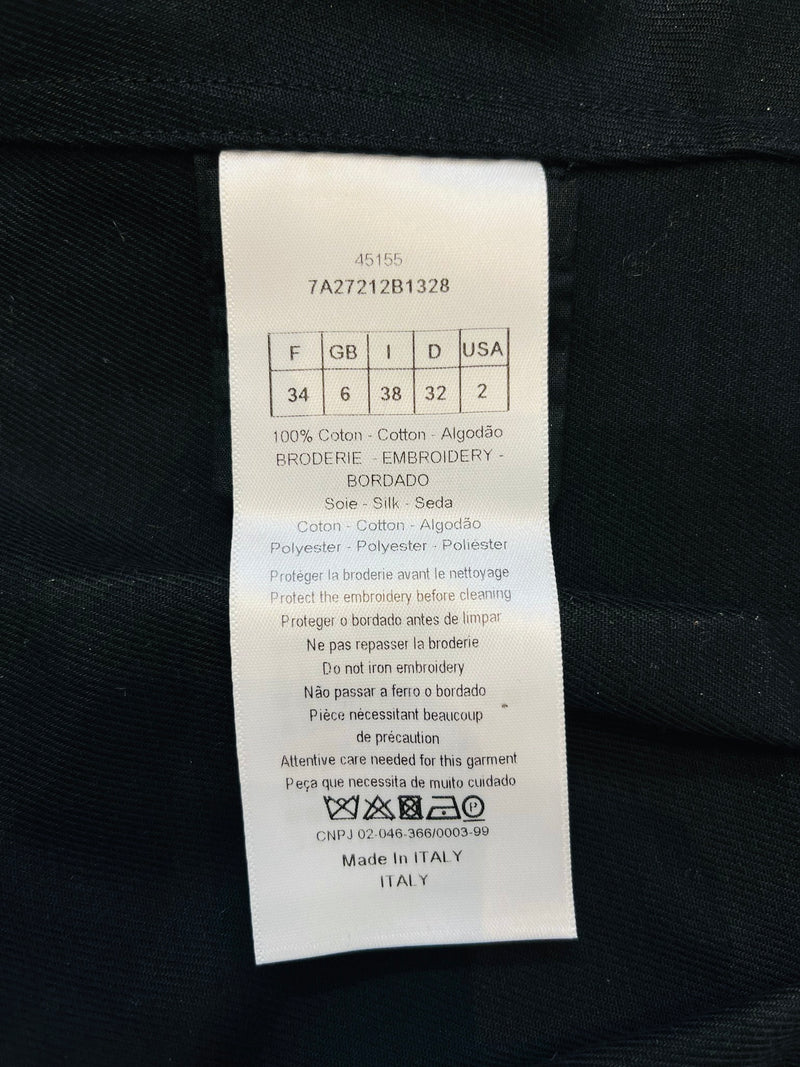 45155
7A27212B1328
F GB I D USA
34 6 38 32 2
100% Coton - Cotton - Algodão
BRODERIE - EMBROIDERY -
BORDADO
Soie - Silk - Seda
Coton - Cotton - Algodão
Polyester - Polyester - Poliéster
Protéger la broderie avant le nettoyage
Protect the embroidery before cleaning
Proteger o bordado antes de limpar
Ne pas repasser la broderie
Do not iron embroidery
Não passar a ferro o bordado
Pièce nécessitant beaucoup
de précaution
Attentive care needed for this garment
Peça que necessita de muito cuidado
P
CNPJ 02-046-366/0003-99
Made In ITALY
ITALY